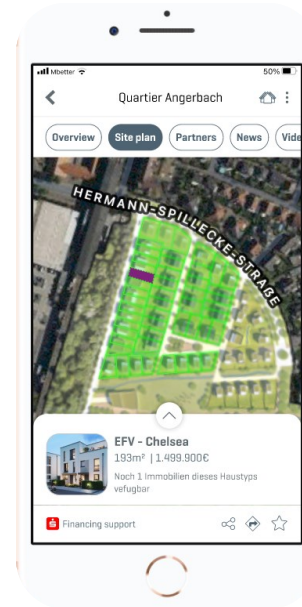 Mbetter
50%
Quartier Angerbach
Overview
Site plan
Partners
News
Vide
HERMANN-SPILLECKE-STRAßE
EFV - Chelsea
193m² | 1.499.900€
Noch 1 Immobilien dieses Haustyps
vefugbar
Financing support